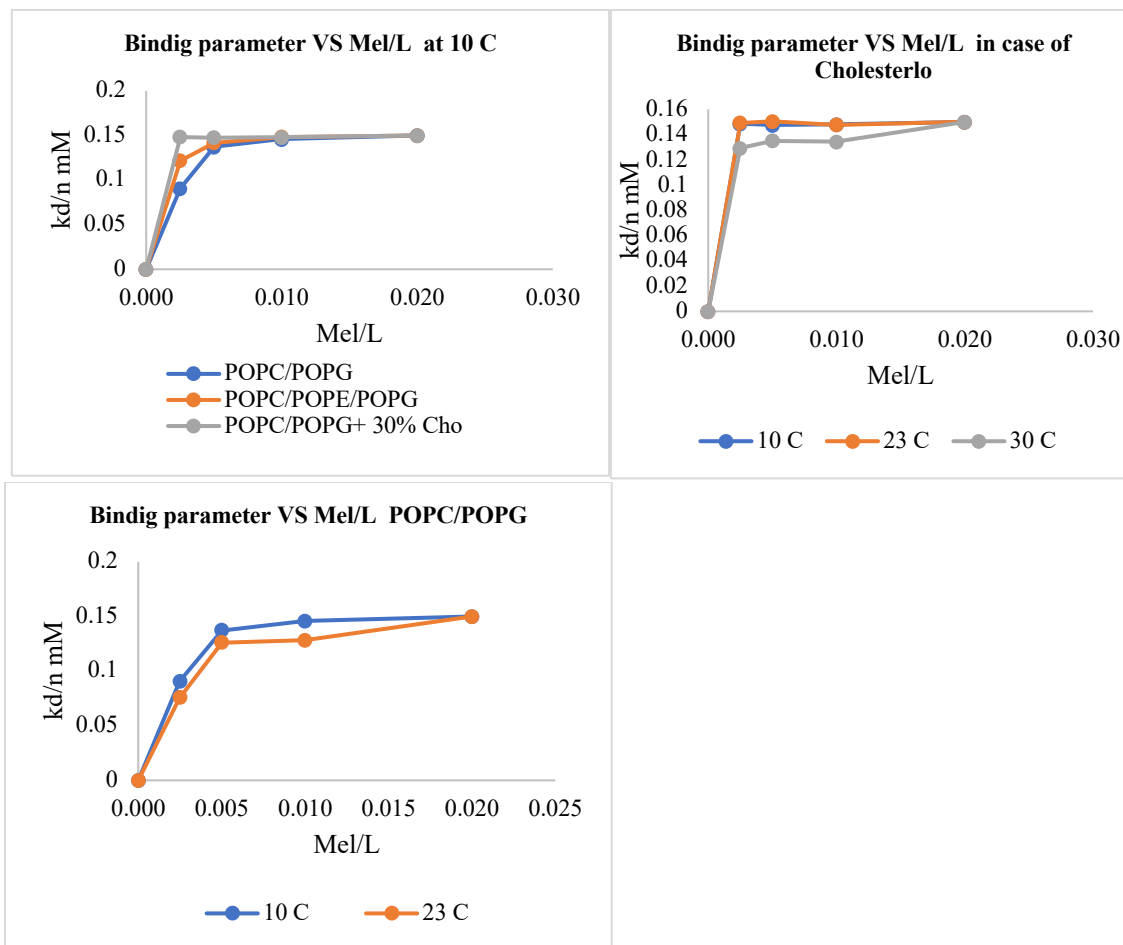 Bindig parameter VS Mel/L at 10 C
0.2
0.15
0.1
0.05
0
kd/n mM
0.000 0.010 0.020 0.030
Mel/L
POPC/POPG
POPC/POPE/POPG
POPC/POPG+ 30% Cho
Bindig parameter VS Mel/L in case of
Cholesterlo
0.16
0.14
0.12
0.1
0.08
0.06
0.04
0.02
0
kd/n mM
0.000 0.010 0.020 0.030
Mel/L
10 C 23 C 30 C
Bindig parameter VS Mel/L POPC/POPG
0.2
0.15
0.1
0.05
0
kd/n mM
0.000 0.005 0.010 0.015 0.020 0.025
Mel/L
10 C 23 C